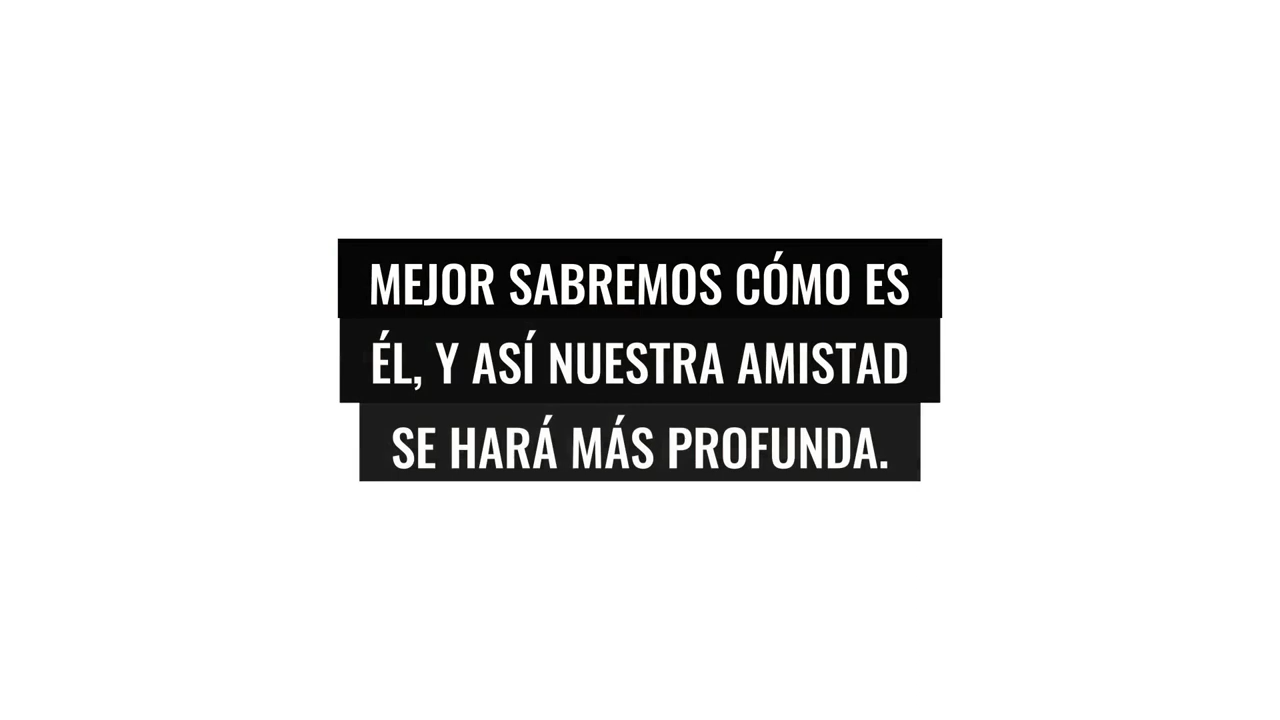 MEJOR SABREMOS CÓMO ES
ÉL, Y ASÍ NUESTRA AMISTAD
SE HARÁ MÁS PROFUNDA.